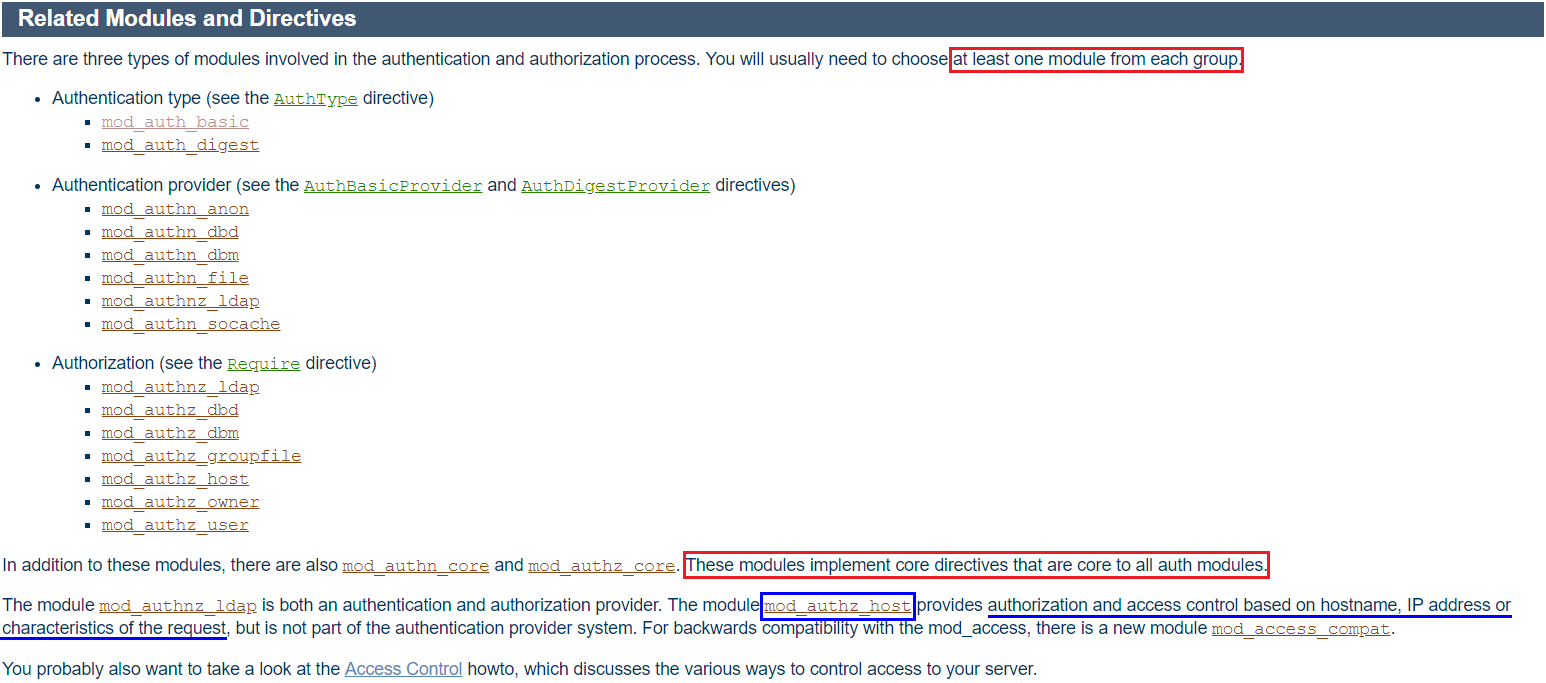 Related Modules and Directives
There are three types of modules involved in the authentication and authorization process. You will usually need to choose at least one module from each group.
Authentication type (see the AuthType directive)
mod_auth_basic
mod_auth_digest
Authentication provider (see the AuthBasicProvider and AuthDigestProvider directives)
mod_authn_anon
mod_authn_dbd
mod_authn_dbm
mod_authn_file
mod_authnz_ldap
mod_authn_socache
Authorization (see the Require directive)
mod_authnz_ldap
mod_authz_dbd
mod_authz_dbm
mod_authz_groupfile
mod_authz_host
mod_authz_owner
mod_authz_user
In addition to these modules, there are also mod_authn_core and mod_authz_core. These modules implement core directives that are core to all auth modules.
The module mod_authnz_ldap is both an authentication and authorization provider. The module mod_authz_host provides authorization and access control based on hostname, IP address or
characteristics of the request, but is not part of the authentication provider system. For backwards compatibility with the mod_access, there is a new module mod_access_compat.
You probably also want to take a look at the Access Control howto, which discusses the various ways to control access to your server.